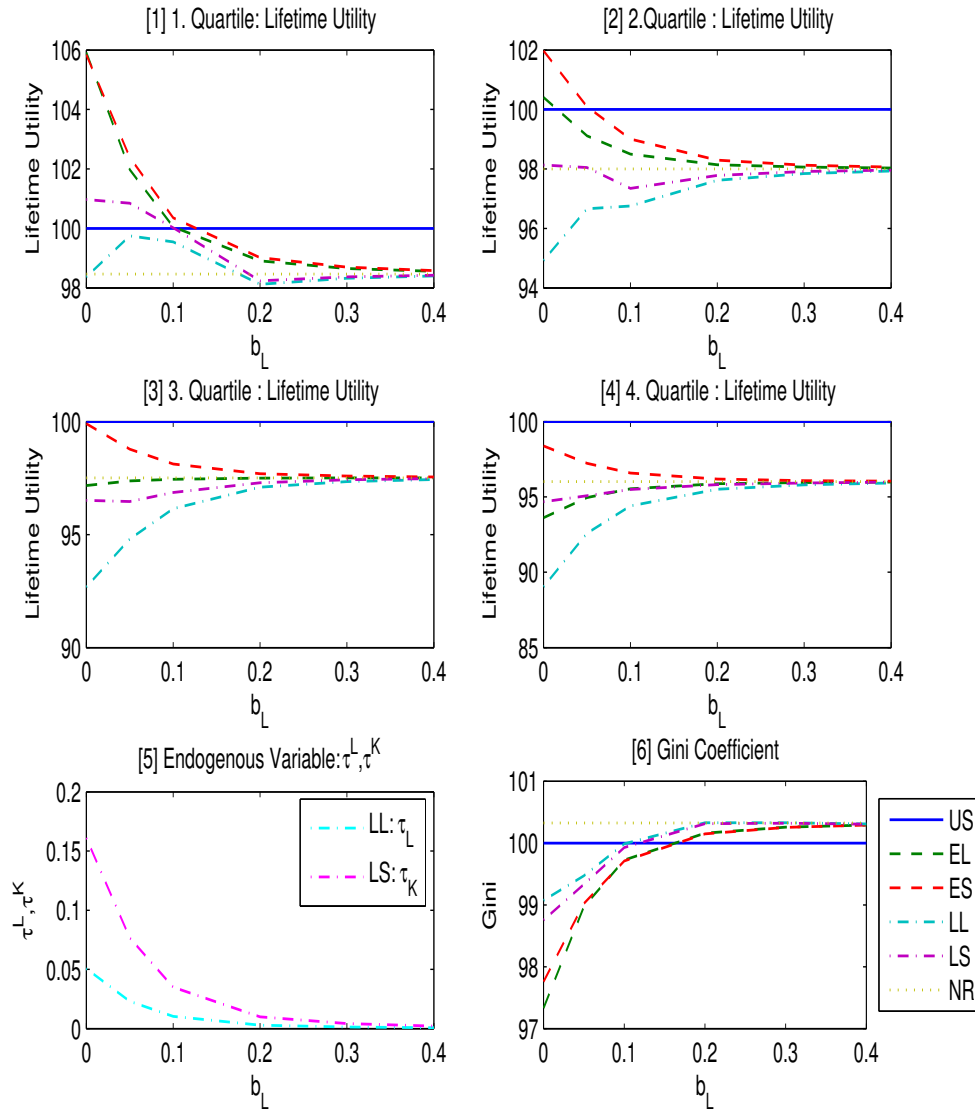 [1] 1. Quartile: Lifetime Utility
106
104
102
100
98
Lifetime Utility
0 0.1 0.2 0.3 0.4
b_L
[2] 2.Quartile : Lifetime Utility
102
100
98
96
94
Lifetime Utility
0 0.1 0.2 0.3 0.4
b_L
[3] 3. Quartile : Lifetime Utility
100
95
90
Lifetime Utility
0 0.1 0.2 0.3 0.4
b_L
[4] 4. Quartile : Lifetime Utility
100
95
90
85
Lifetime Utility
0 0.1 0.2 0.3 0.4
b_L
[5] Endogenous Variable:τ^L,τ^K
0.2
0.15
0.1
0.05
0
τ^L,τ^K
LL: τ_L
LS: τ_K
0 0.1 0.2 0.3 0.4
b_L
[6] Gini Coefficient
101
100
99
98
97
Gini
0 0.1 0.2 0.3 0.4
b_L
US
EL
ES
LL
LS
NR